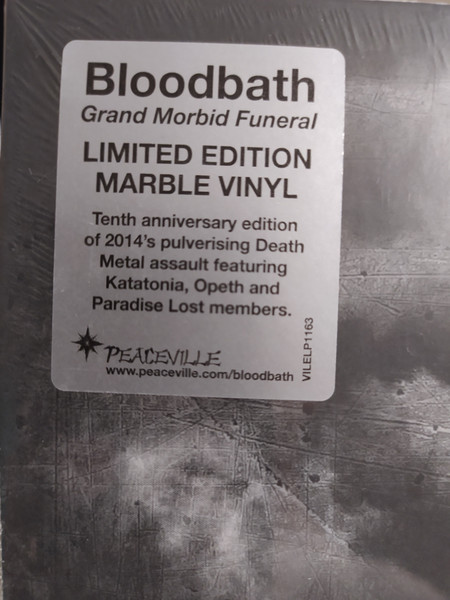 Bloodbath
Grand Morbid Funeral
LIMITED EDITION
MARBLE VINYL
Tenth anniversary edition
of 2014's pulverising Death
Metal assault featuring
Katatonia, Opeth and
Paradise Lost members.
PEACEVILLE
www.peaceville.com/bloodbath
VILELP1163